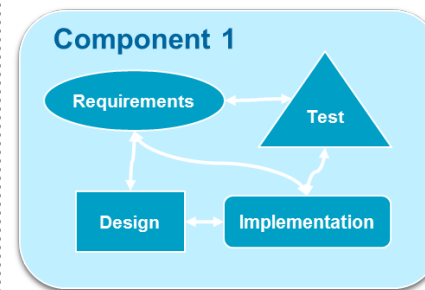 Component 1
Requirements
Test
Design
Implementation